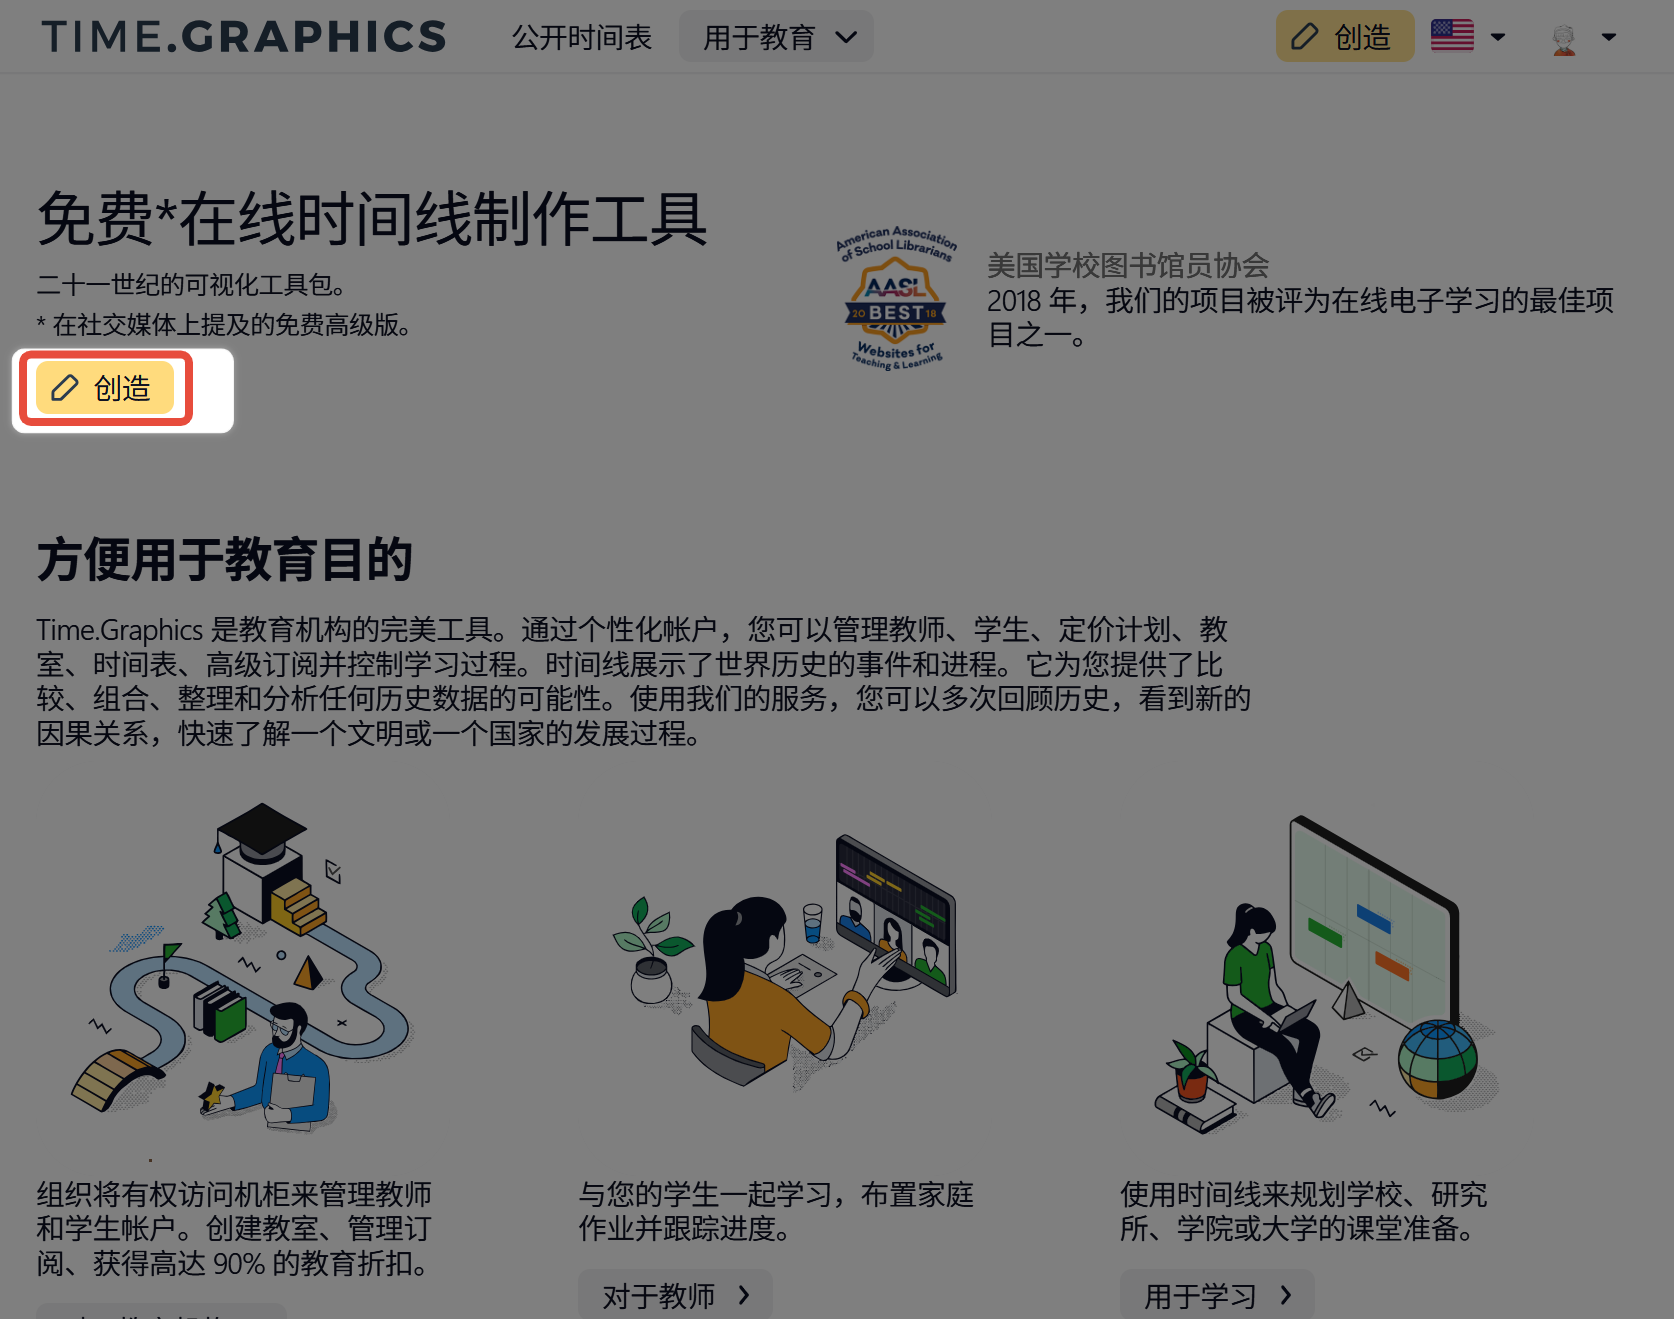 TIME.GRAPHICS
公开时间表
用于教育
创造
免费*在线时间线制作工具
二十一世纪的可视化工具包。
* 在社交媒体上提及的免费高级版。
创造
American Association
of School Librarians
AASL
20 BEST 18
Websites for
Teaching & Learning
美国学校图书馆员协会
2018 年，我们的项目被评为在线电子学习的最佳项
目之一。
方便用于教育目的
Time.Graphics 是教育机构的完美工具。通过个性化帐户，您可以管理教师、学生、定价计划、教
室、时间表、高级订阅并控制学习过程。时间线展示了世界历史的事件和进程。它为您提供了比
较、组合、整理和分析任何历史数据的可能性。使用我们的服务，您可以多次回顾历史，看到新的
因果关系，快速了解一个文明或一个国家的发展过程。
组织将有权访问机柜来管理教师
和学生帐户。创建教室、管理订
阅、获得高达 90% 的教育折扣。
与您的学生一起学习，布置家庭
作业并跟踪进度。
对于教师
使用时间线来规划学校、研究
所、学院或大学的课堂准备。
用于学习